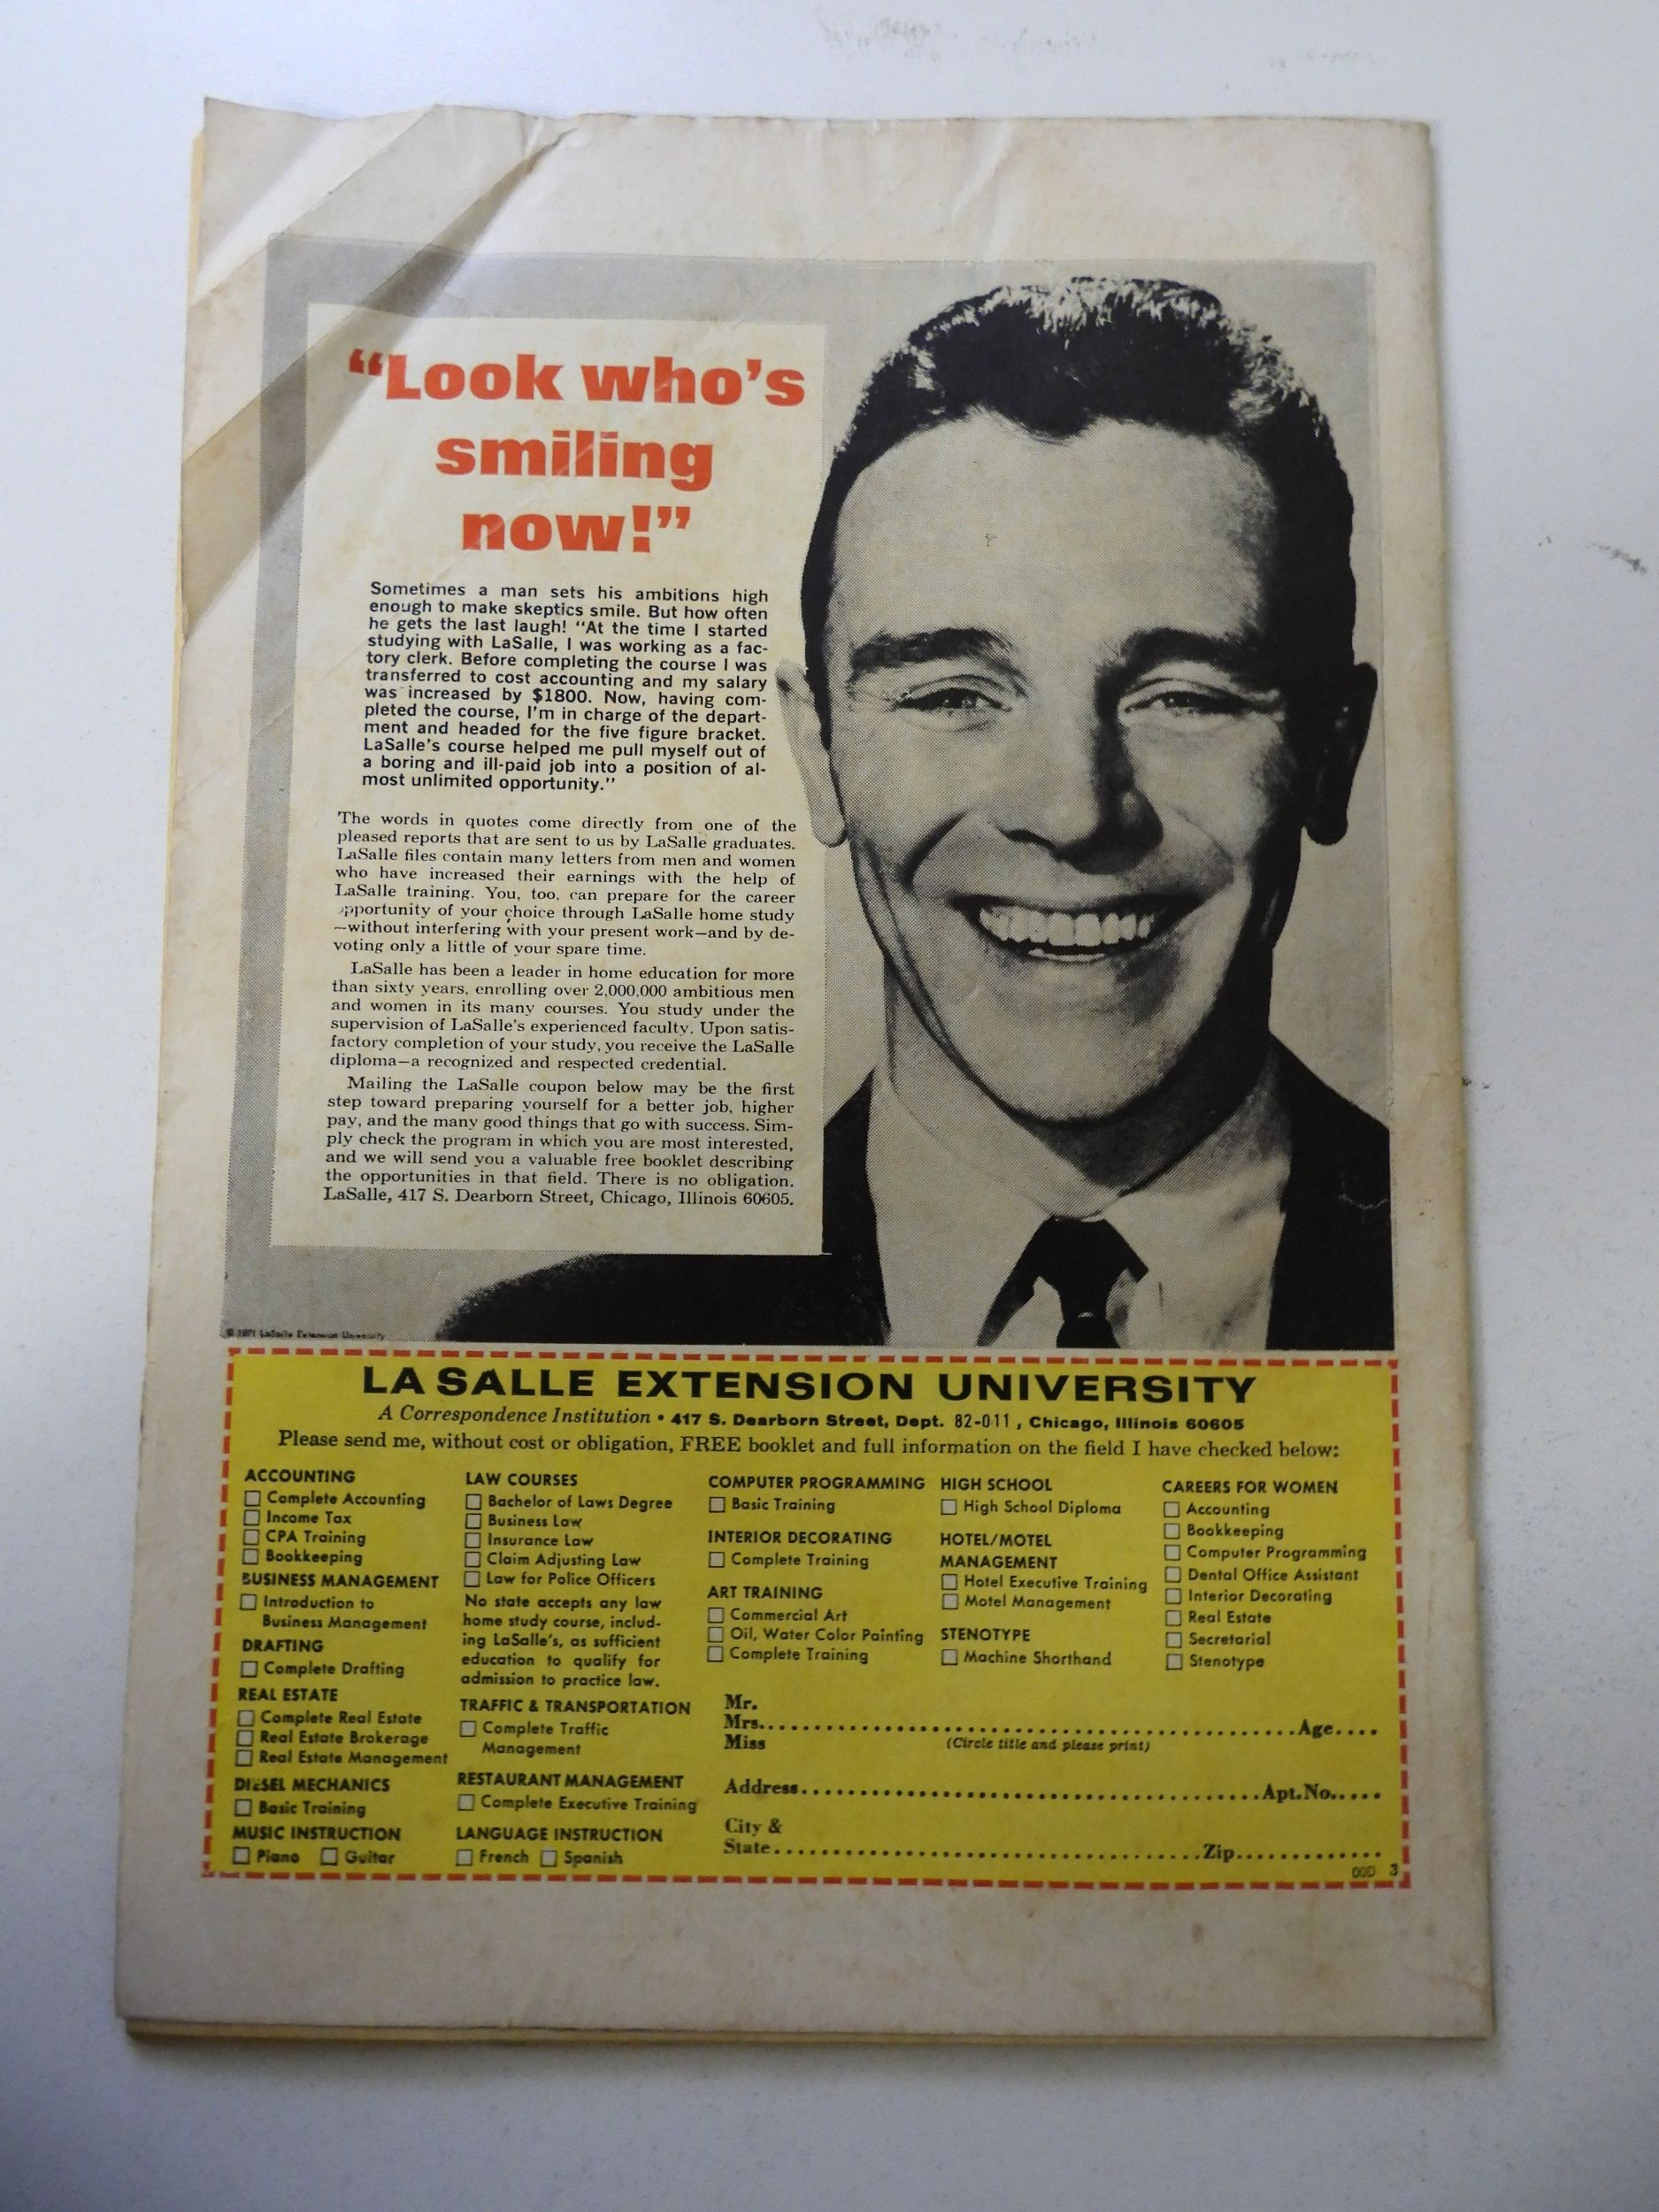 “Look who’s
smiling
now!”
Sometimes a man sets his ambitions high
enough to make skeptics smile. But how often
he gets the last laugh! “At the time I started
studying with LaSalle, I was working as a fac-
tory clerk. Before completing the course I was
transferred to cost accounting and my salary
was increased by $1800. Now, having com-
pleted the course, I’m in charge of the depart-
ment and headed for the five figure bracket.
LaSalle’s course helped me pull myself out of
a boring and ill-paid job into a position of al-
most unlimited opportunity.”
The words in quotes come directly from one of the
pleased reports that are sent to us by LaSalle graduates.
LaSalle files contain many letters from men and women
who have increased their earnings with the help of
LaSalle training. You, too, can prepare for the career
opportunity of your choice through LaSalle home study
—without interfering with your present work—and by de-
voting only a little of your spare time.
LaSalle has been a leader in home education for more
than sixty years, enrolling over 2,000,000 ambitious men
and women in its many courses. You study under the
supervision of LaSalle’s experienced faculty. Upon satis-
factory completion of your study, you receive the LaSalle
diploma—a recognized and respected credential.
Mailing the LaSalle coupon below may be the first
step toward preparing yourself for a better job, higher
pay, and the many good things that go with success. Sim-
ply check the program in which you are most interested,
and we will send you a valuable free booklet describing
the opportunities in that field. There is no obligation.
LaSalle, 417 S. Dearborn Street, Chicago, Illinois 60605.
© 1971 LaSalle Extension University
LA SALLE EXTENSION UNIVERSITY
A Correspondence Institution • 417 S. Dearborn Street, Dept. 82-011, Chicago, Illinois 60605
Please send me, without cost or obligation, FREE booklet and full information on the field I have checked below:
ACCOUNTING
Complete Accounting
Income Tax
CPA Training
Bookkeeping
BUSINESS MANAGEMENT
Introduction to
Business Management
DRAFTING
Complete Drafting
REAL ESTATE
Complete Real Estate
Real Estate Brokerage
Real Estate Management
DIESEL MECHANICS
Basic Training
MUSIC INSTRUCTION
Piano Guitar
LAW COURSES
Bachelor of Laws Degree
Business Law
Insurance Law
Claim Adjusting Law
Law for Police Officers
No state accepts any law
home study course, includ-
ing LaSalle’s, as sufficient
education to qualify for
admission to practice law.
TRAFFIC & TRANSPORTATION
Complete Traffic
Management
RESTAURANT MANAGEMENT
Complete Executive Training
LANGUAGE INSTRUCTION
French Spanish
COMPUTER PROGRAMMING
Basic Training
INTERIOR DECORATING
Complete Training
ART TRAINING
Commercial Art
Oil, Water Color Painting
Complete Training
HIGH SCHOOL
High School Diploma
HOTEL/MOTEL
MANAGEMENT
Hotel Executive Training
Motel Management
STENOTYPE
Machine Shorthand
CAREERS FOR WOMEN
Accounting
Bookkeeping
Computer Programming
Dental Office Assistant
Interior Decorating
Real Estate
Secretarial
Stenotype
Mr.
Mrs. Age
Miss (Circle title and please print)
Address Apt. No.
City &
State Zip
3